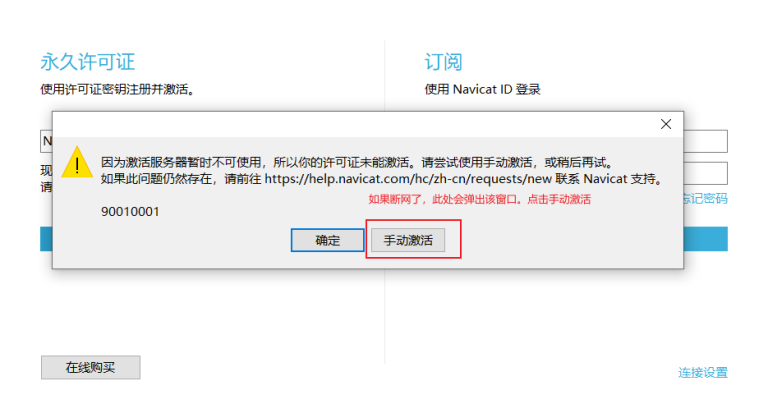 永久许可证
使用许可证密钥注册并激活。
订阅
使用 Navicat ID 登录
N
现
请
因为激活服务器暂时不可使用，所以你的许可证未能激活。请尝试使用手动激活，或稍后再试。
如果此问题仍然存在，请前往 https://help.navicat.com/hc/zh-cn/requests/new 联系 Navicat 支持。
如果断网了，此处会弹出该窗口。点击手动激活
90010001
确定
手动激活
忘记密码
在线购买
连接设置